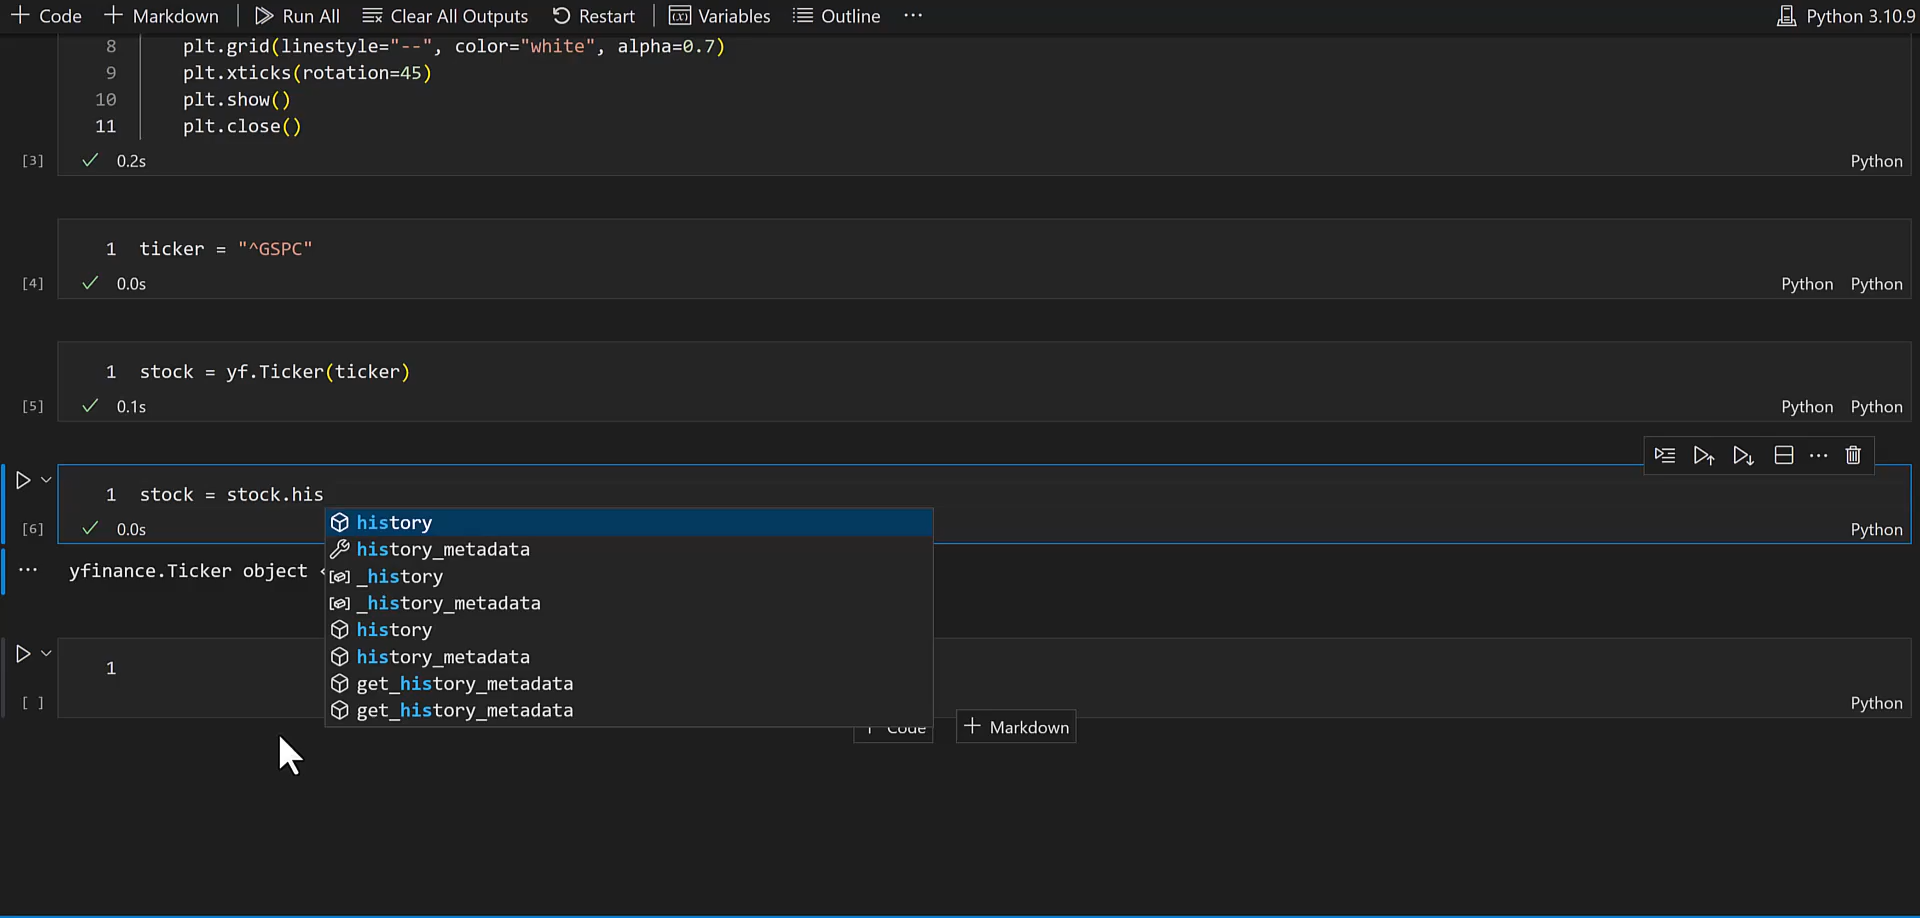 Code Markdown Run All Clear All Outputs Restart Variables Outline ··· Python 3.10.9
8 plt.grid(linestyle="--", color="white", alpha=0.7)
9 plt.xticks(rotation=45)
10 plt.show()
11 plt.close()
[3] 0.2s Python
1 ticker = "^GSPC"
[4] 0.0s Python Python
1 stock = yf.Ticker(ticker)
[5] 0.1s Python Python
1 stock = stock.his
[6] 0.0s Python
history
history_metadata
yfinance.Ticker object <
_history
_history_metadata
history
history_metadata
1
get_history_metadata
[ ] Python
get_history_metadata
Code Markdown